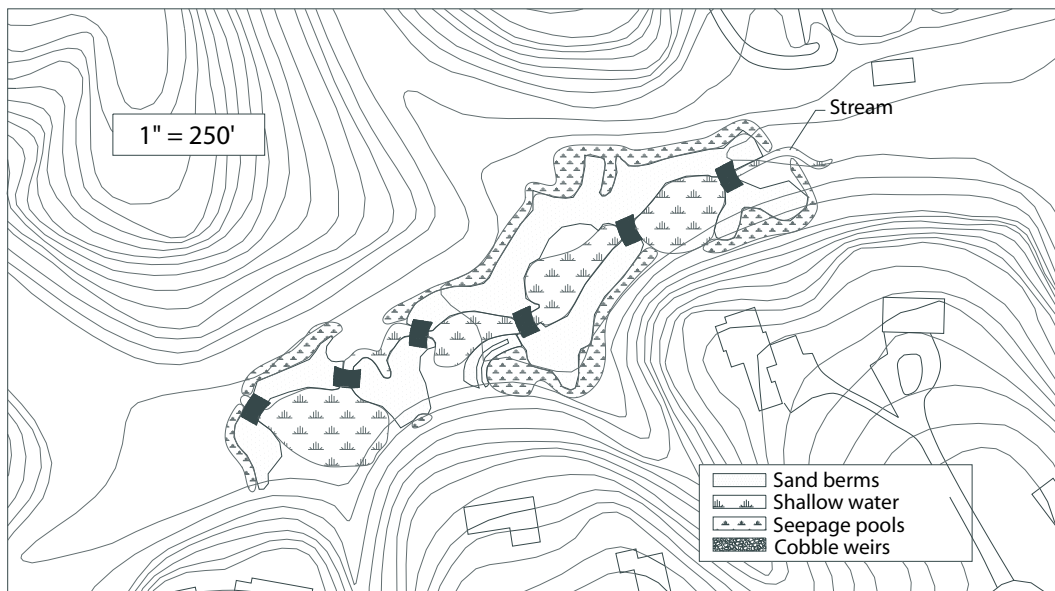 1" = 250'
Stream
Sand berms
Shallow water
Seepage pools
Cobble weirs